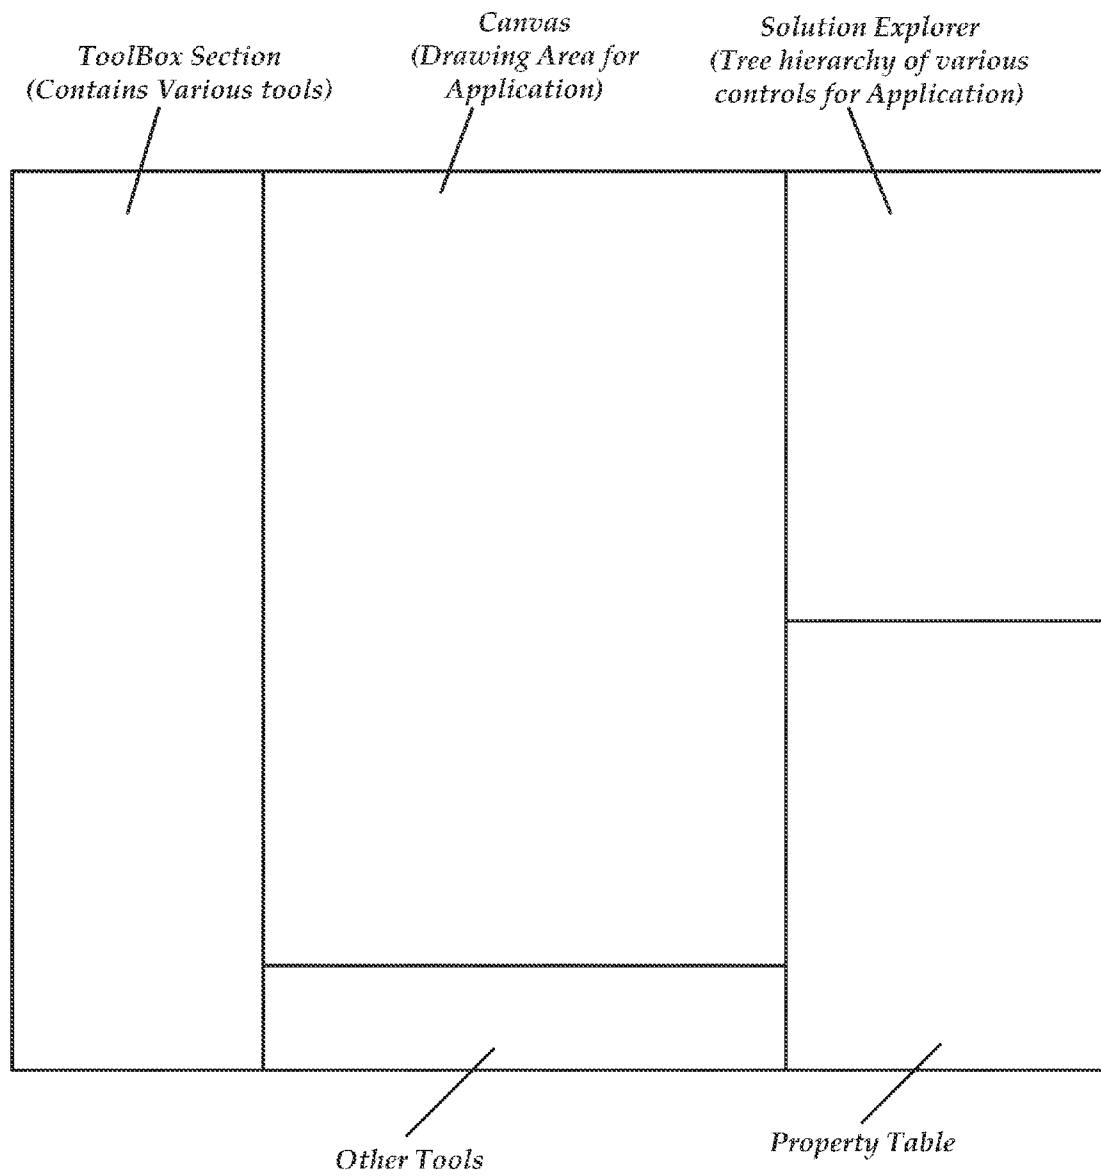 ToolBox Section
(Contains Various tools)
Canvas
(Drawing Area for
Application)
Solution Explorer
(Tree hierarchy of various
controls for Application)
Other Tools
Property Table